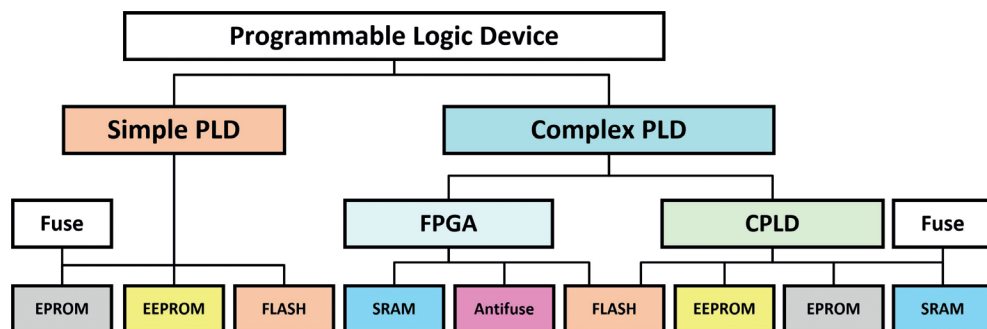 Programmable Logic Device
Simple PLD
Complex PLD
Fuse
FPGA
CPLD
Fuse
EPROM
EEPROM
FLASH
SRAM
Antifuse
FLASH
EEPROM
EPROM
SRAM